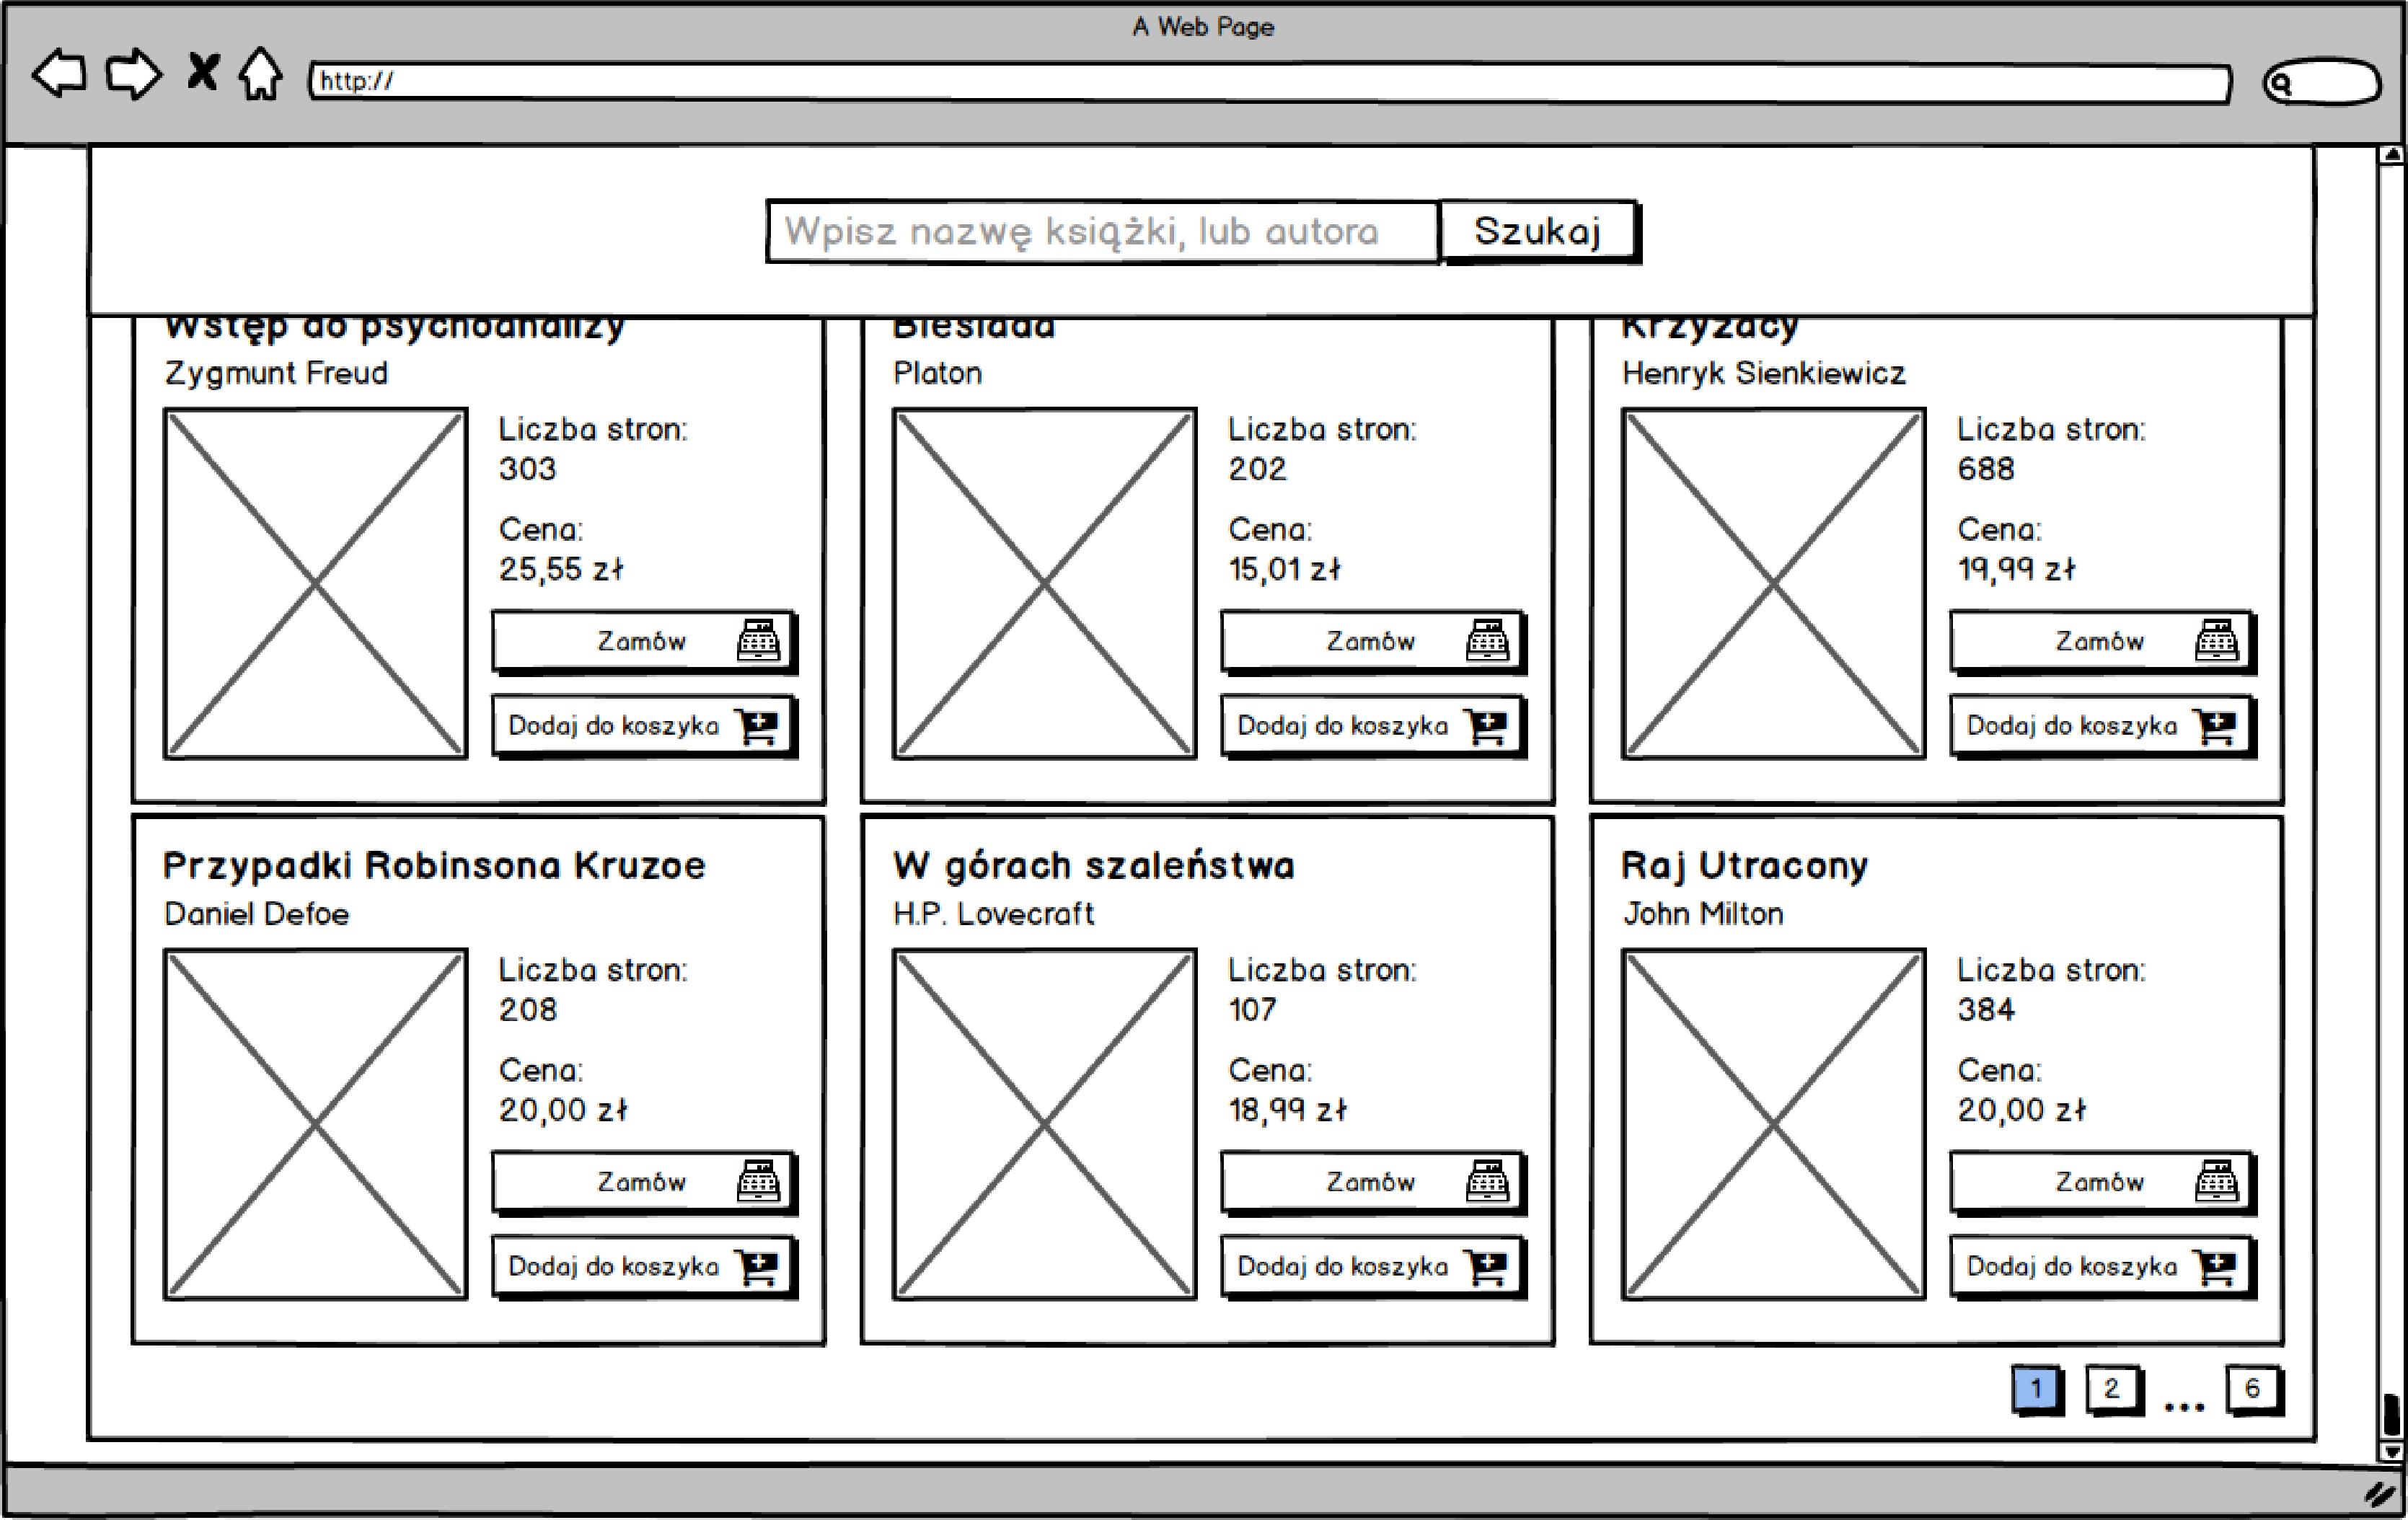 A Web Page
http://
Wpisz nazwę książki, lub autora
Szukaj
Wstęp do psychoanalizy
Zygmunt Freud
Liczba stron:
303
Cena:
25,55 zł
Zamów
Dodaj do koszyka
Biesiada
Platon
Liczba stron:
202
Cena:
15,01 zł
Zamów
Dodaj do koszyka
Krzyżacy
Henryk Sienkiewicz
Liczba stron:
688
Cena:
19,99 zł
Zamów
Dodaj do koszyka
Przypadki Robinsona Kruzoe
Daniel Defoe
Liczba stron:
208
Cena:
20,00 zł
Zamów
Dodaj do koszyka
W górach szaleństwa
H.P. Lovecraft
Liczba stron:
107
Cena:
18,99 zł
Zamów
Dodaj do koszyka
Raj Utracony
John Milton
Liczba stron:
384
Cena:
20,00 zł
Zamów
Dodaj do koszyka
1 2 ... 6